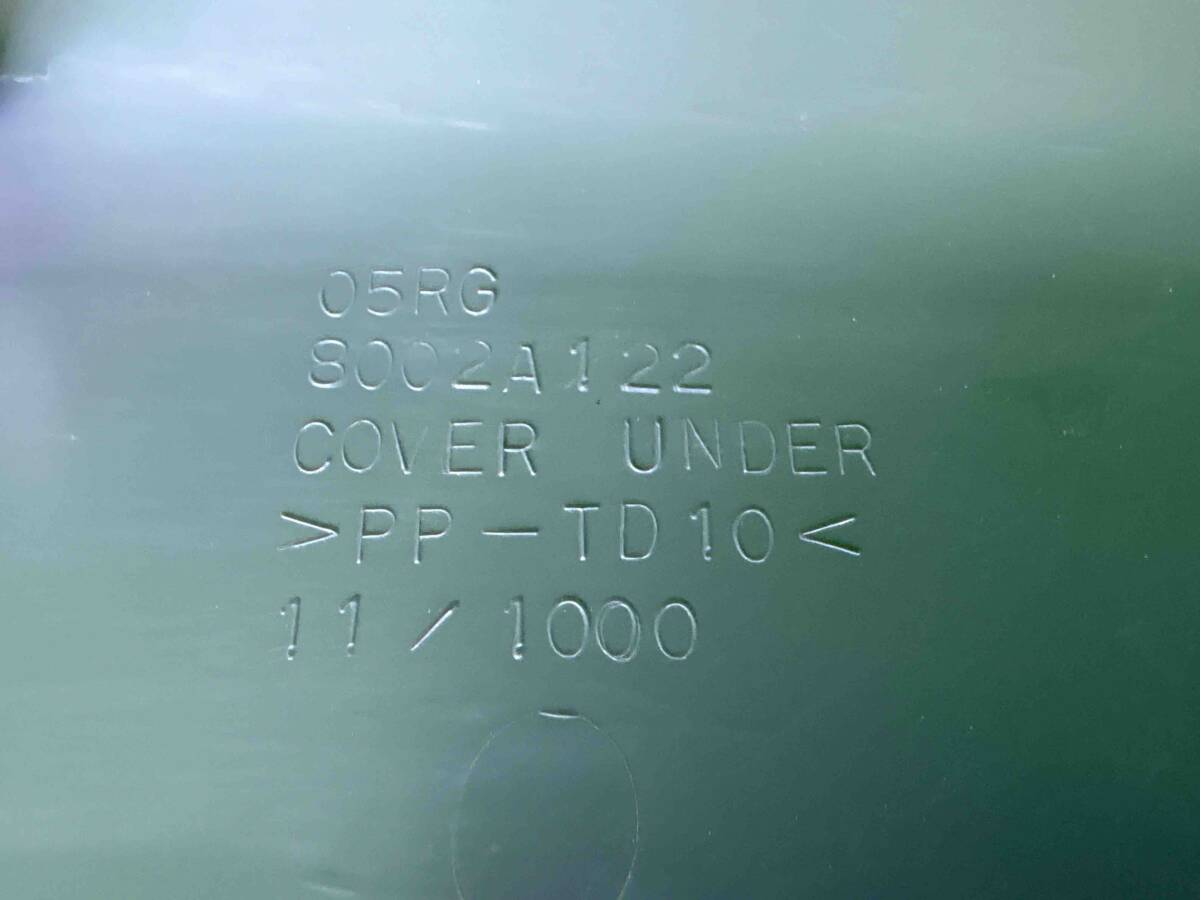 05RG
8002A122
COVER UNDER
>PP-TD10<
11/1000